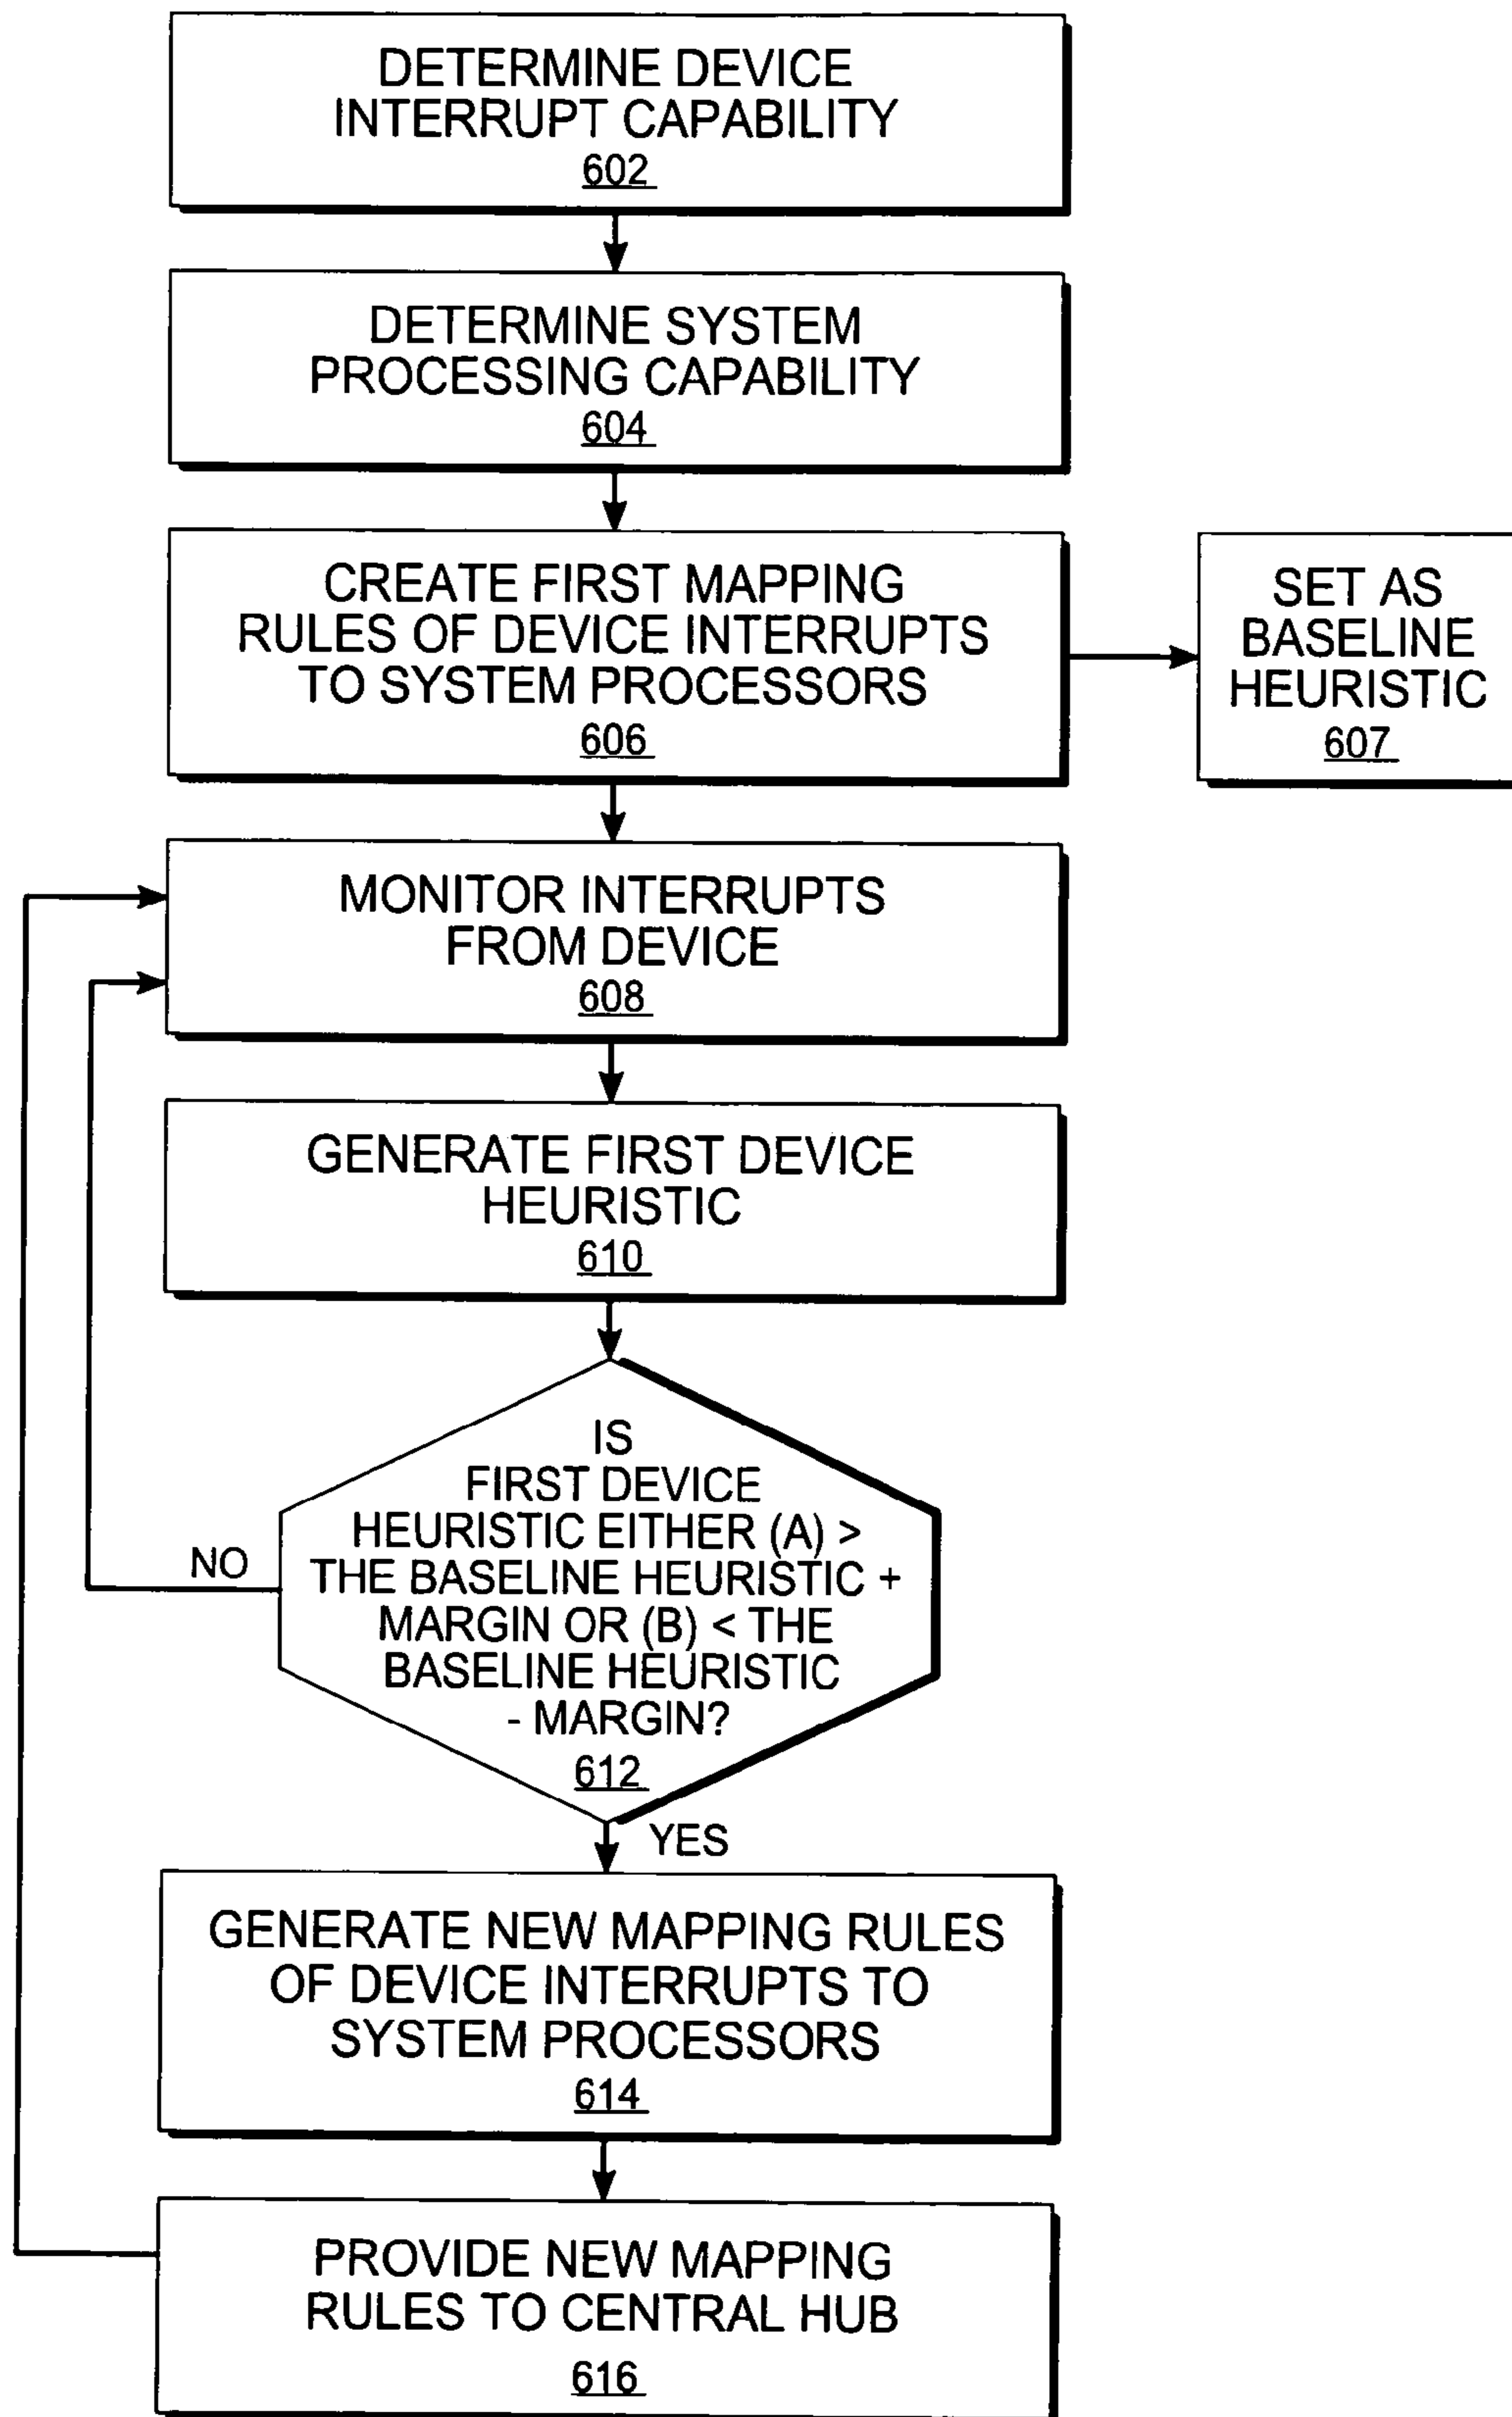 DETERMINE DEVICE
INTERRUPT CAPABILITY
602
DETERMINE SYSTEM
PROCESSING CAPABILITY
604
CREATE FIRST MAPPING
RULES OF DEVICE INTERRUPTS
TO SYSTEM PROCESSORS
606
SET AS
BASELINE
HEURISTIC
607
MONITOR INTERRUPTS
FROM DEVICE
608
GENERATE FIRST DEVICE
HEURISTIC
610
IS
FIRST DEVICE
HEURISTIC EITHER (A) >
THE BASELINE HEURISTIC +
MARGIN OR (B) < THE
BASELINE HEURISTIC
- MARGIN?
612
NO
YES
GENERATE NEW MAPPING RULES
OF DEVICE INTERRUPTS TO
SYSTEM PROCESSORS
614
PROVIDE NEW MAPPING
RULES TO CENTRAL HUB
616